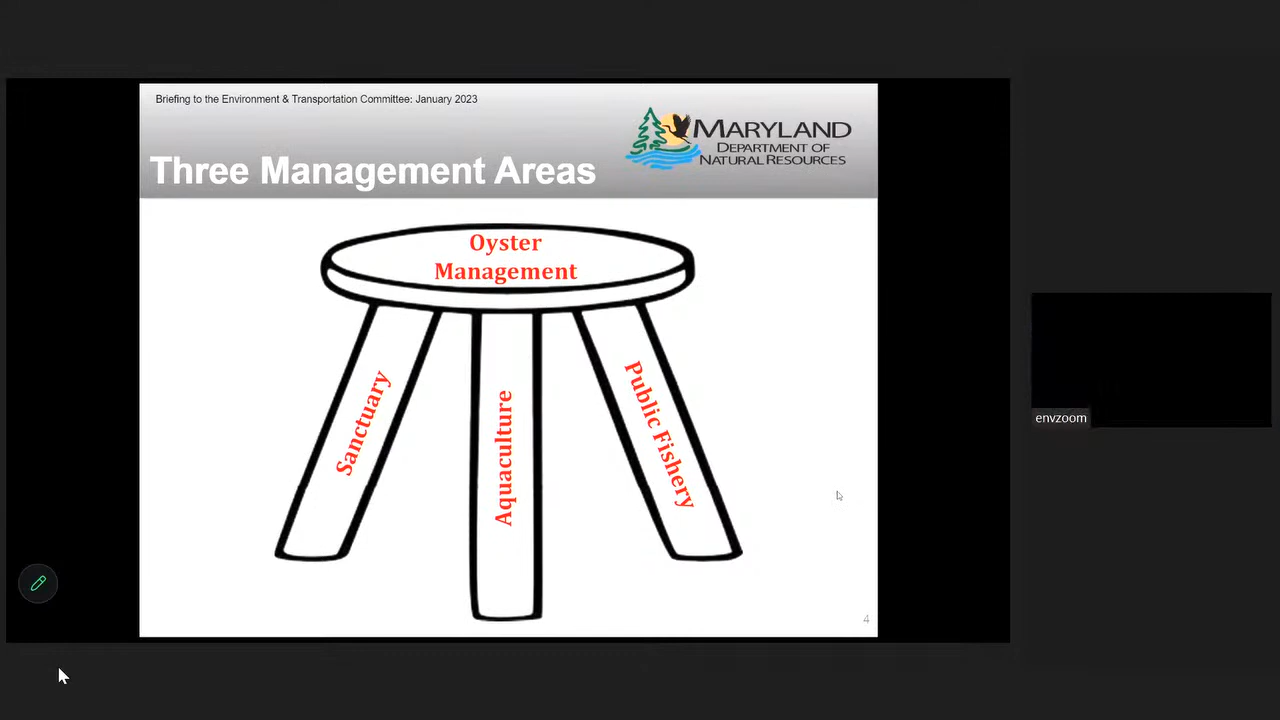 Briefing to the Environment & Transportation Committee: January 2023
MARYLAND
DEPARTMENT OF
NATURAL RESOURCES
Three Management Areas
Oyster
Management
Sanctuary
Aquaculture
Public Fishery
4
envzoom